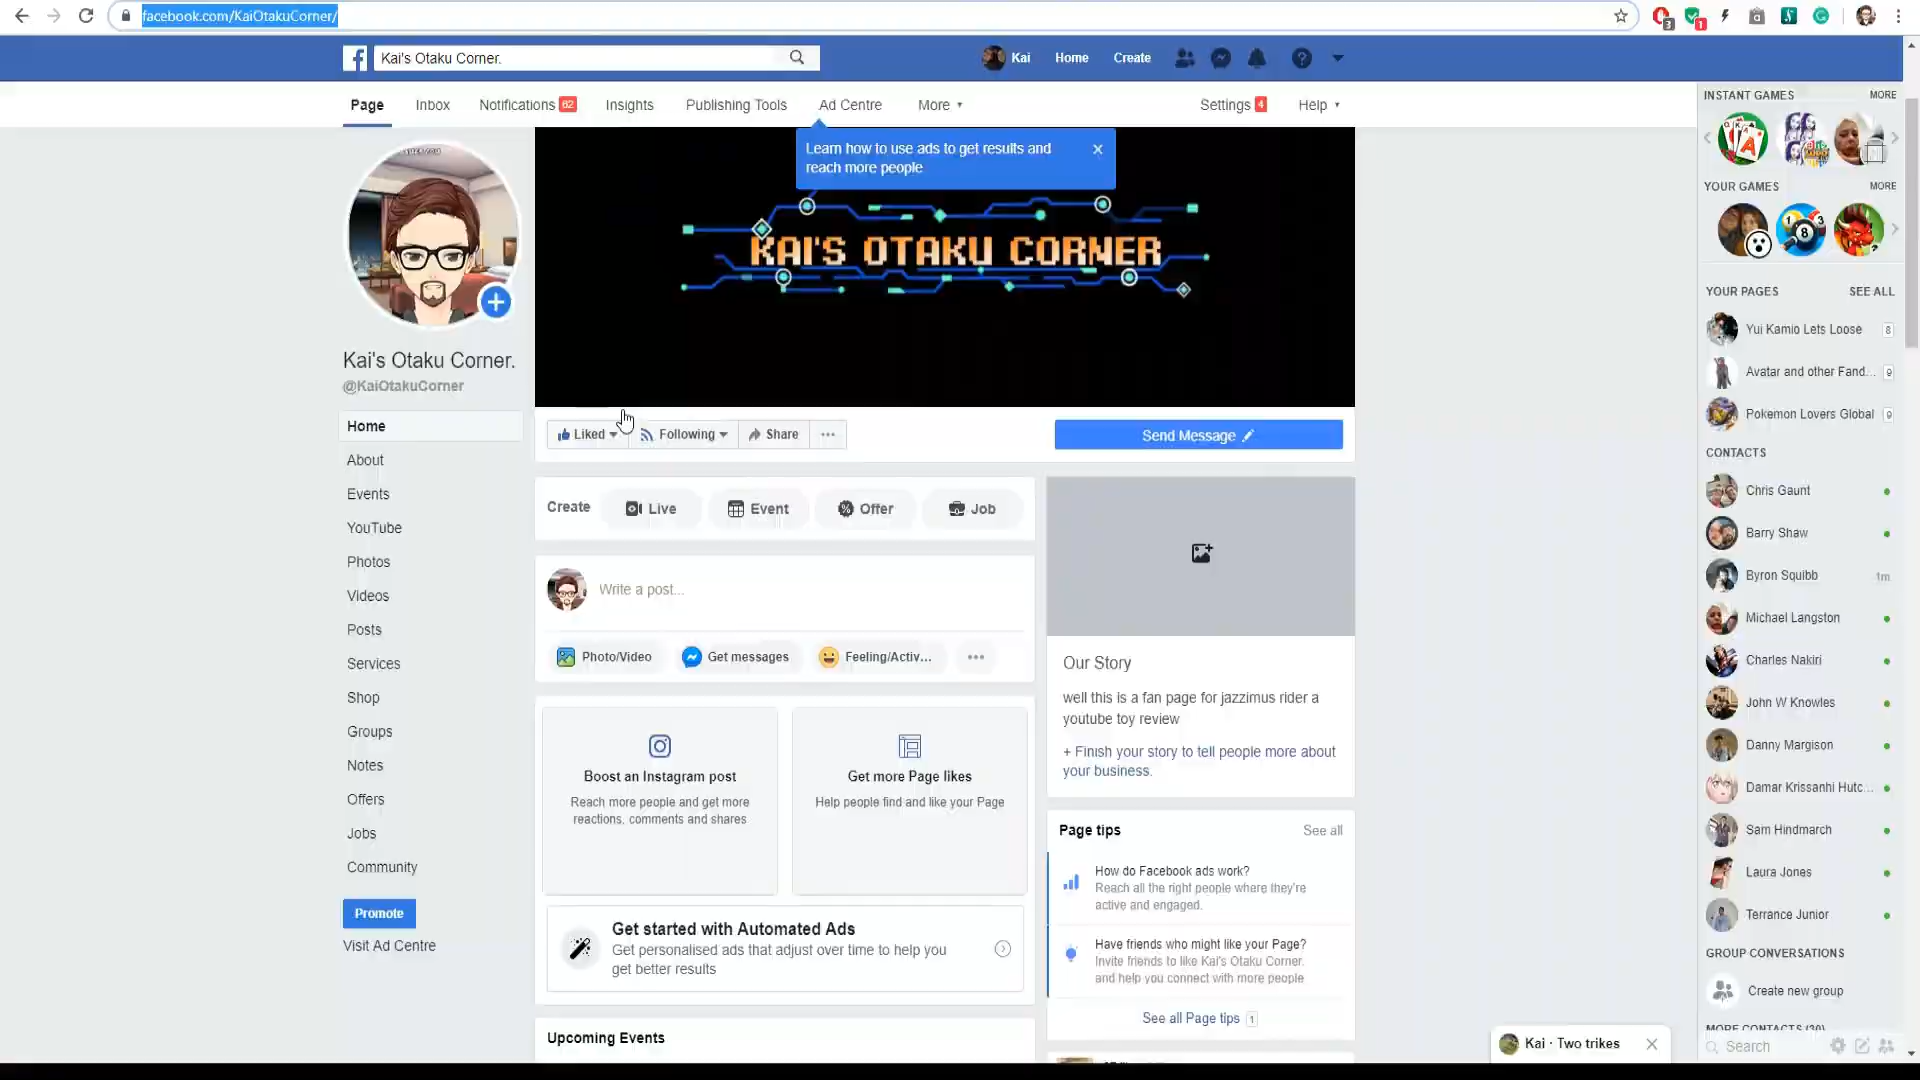 facebook.com/KaiOtakuCorner/
3
1
Kai's Otaku Corner.
Kai
Home
Create
Page
Inbox
Notifications 62
Insights
Publishing Tools
Ad Centre
More
Settings 4
Help
Learn how to use ads to get results and
reach more people
KAI'S OTAKU CORNER
Kai's Otaku Corner.
@KaiOtakuCorner
Home
About
Events
YouTube
Photos
Videos
Posts
Services
Shop
Groups
Notes
Offers
Jobs
Community
Promote
Visit Ad Centre
Liked
Following
Share
Send Message
Create
Live
Event
Offer
Job
Write a post...
Photo/Video
Get messages
Feeling/Activ...
Boost an Instagram post
Reach more people and get more
reactions, comments and shares
Get more Page likes
Help people find and like your Page
Get started with Automated Ads
Get personalised ads that adjust over time to help you
get better results
Upcoming Events
Our Story
well this is a fan page for jazzimus rider a
youtube toy review
+ Finish your story to tell people more about
your business.
Page tips
See all
How do Facebook ads work?
Reach all the right people where they're
active and engaged.
Have friends who might like your Page?
Invite friends to like Kai's Otaku Corner.
and help you connect with more people
See all Page tips 1
INSTANT GAMES
MORE
YOUR GAMES
MORE
YOUR PAGES
SEE ALL
Yui Kamio Lets Loose 8
Avatar and other Fand... 9
Pokemon Lovers Global 9
CONTACTS
Chris Gaunt
Barry Shaw
Byron Squibb 1m
Michael Langston
Charles Nakiri
John W Knowles
Danny Margison
Damar Krissanhi Hutc...
Sam Hindmarch
Laura Jones
Terrance Junior
GROUP CONVERSATIONS
Create new group
MORE CONTACTS (30)
Search
Kai · Two trikes